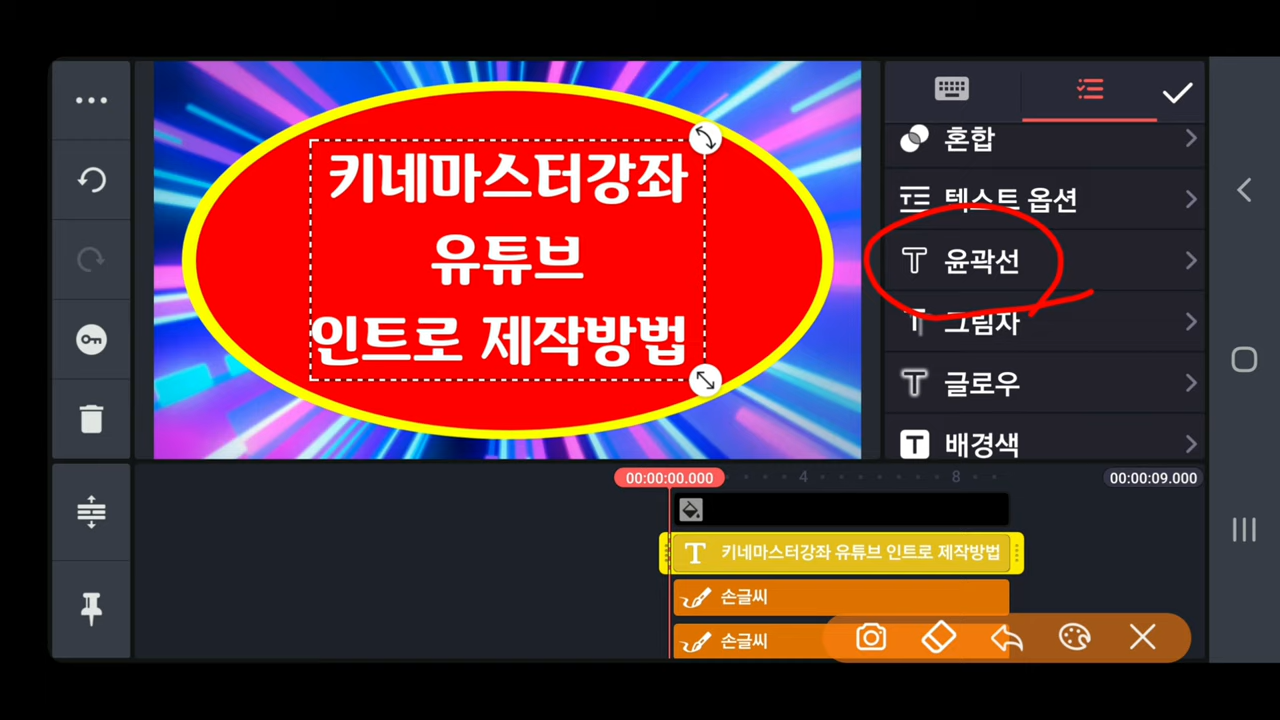 키네마스터강좌
유튜브
인트로 제작방법
혼합
텍스트 옵션
윤곽선
그림자
글로우
배경색
00:00:00.000
4
8
00:00:09.000
키네마스터강좌 유튜브 인트로 제작방법
손글씨
손글씨